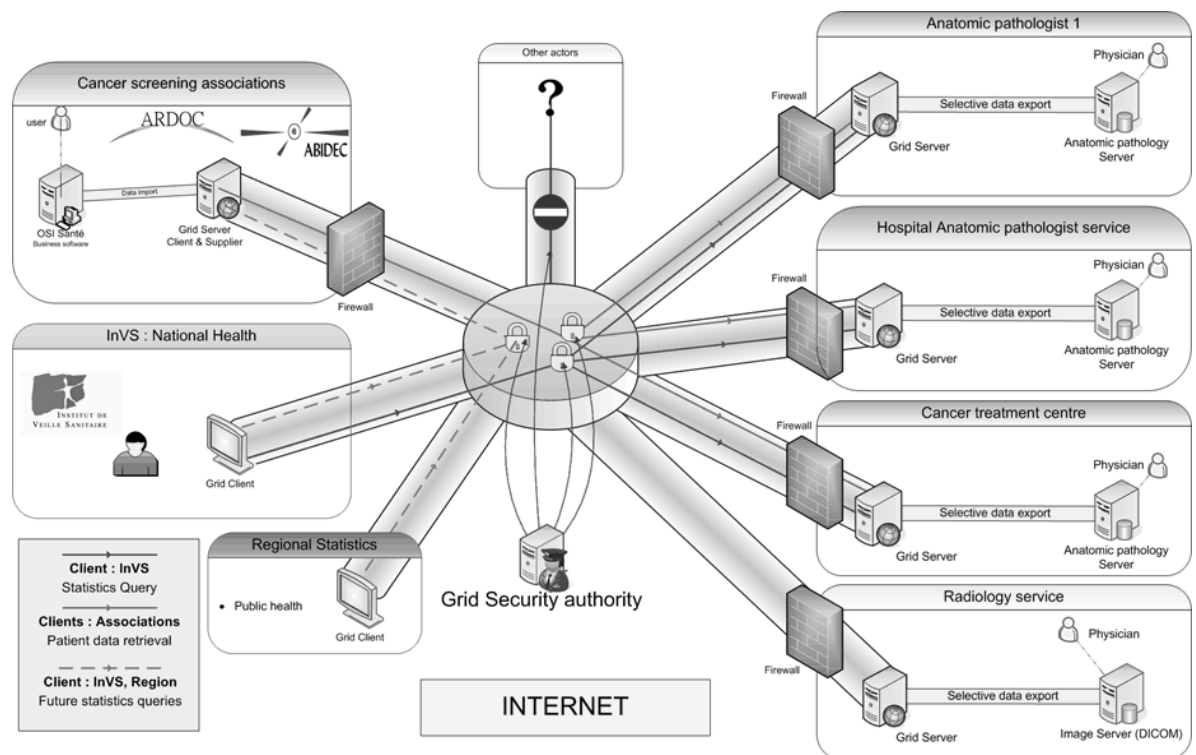 Cancer screening associations
user
ARDOC
ABIDEC
Data Import
OSI Santé
Business software
Grid Server
Client & Supplier
Firewall
InVS : National Health
INSTITUT DE
VEILLE SANITAIRE
Grid Client
Regional Statistics
• Public health
Grid Client
Client : InVS
Statistics Query
Clients : Associations
Patient data retrieval
Client : InVS, Region
Future statistics queries
Other actors
?
Grid Security authority
INTERNET
Anatomic pathologist 1
Physician
Firewall
Selective data export
Grid Server
Anatomic pathology
Server
Hospital Anatomic pathologist service
Physician
Firewall
Selective data export
Grid Server
Anatomic pathology
Server
Cancer treatment centre
Firewall
Physician
Selective data export
Grid Server
Anatomic pathology
Server
Radiology service
Physician
Firewall
Selective data export
Grid Server
Image Server (DICOM)